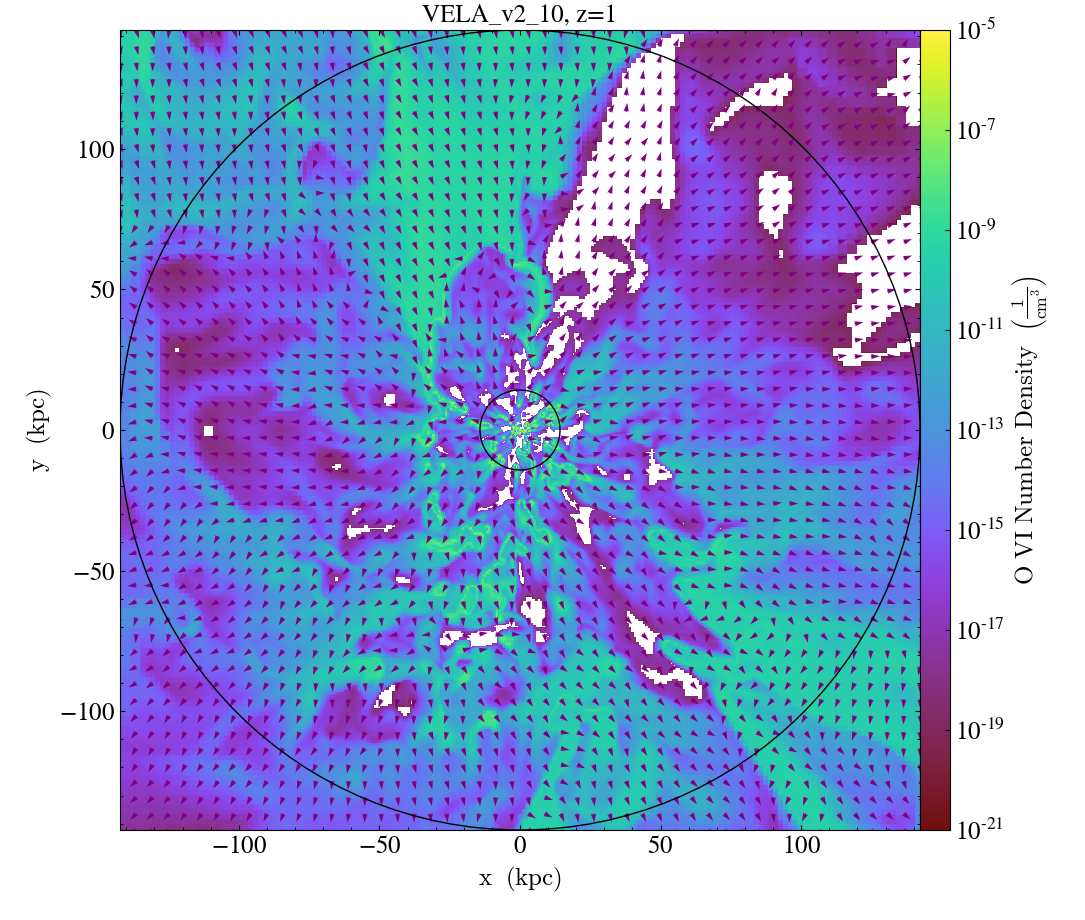 VELA_v2_10, z=1
y (kpc)
100
50
0
−50
−100
−100 −50 0 50 100
x (kpc)
10^-5
10^-7
10^-9
10^-11
10^-13
10^-15
10^-17
10^-19
10^-21
O VI Number Density (1/cm^3)